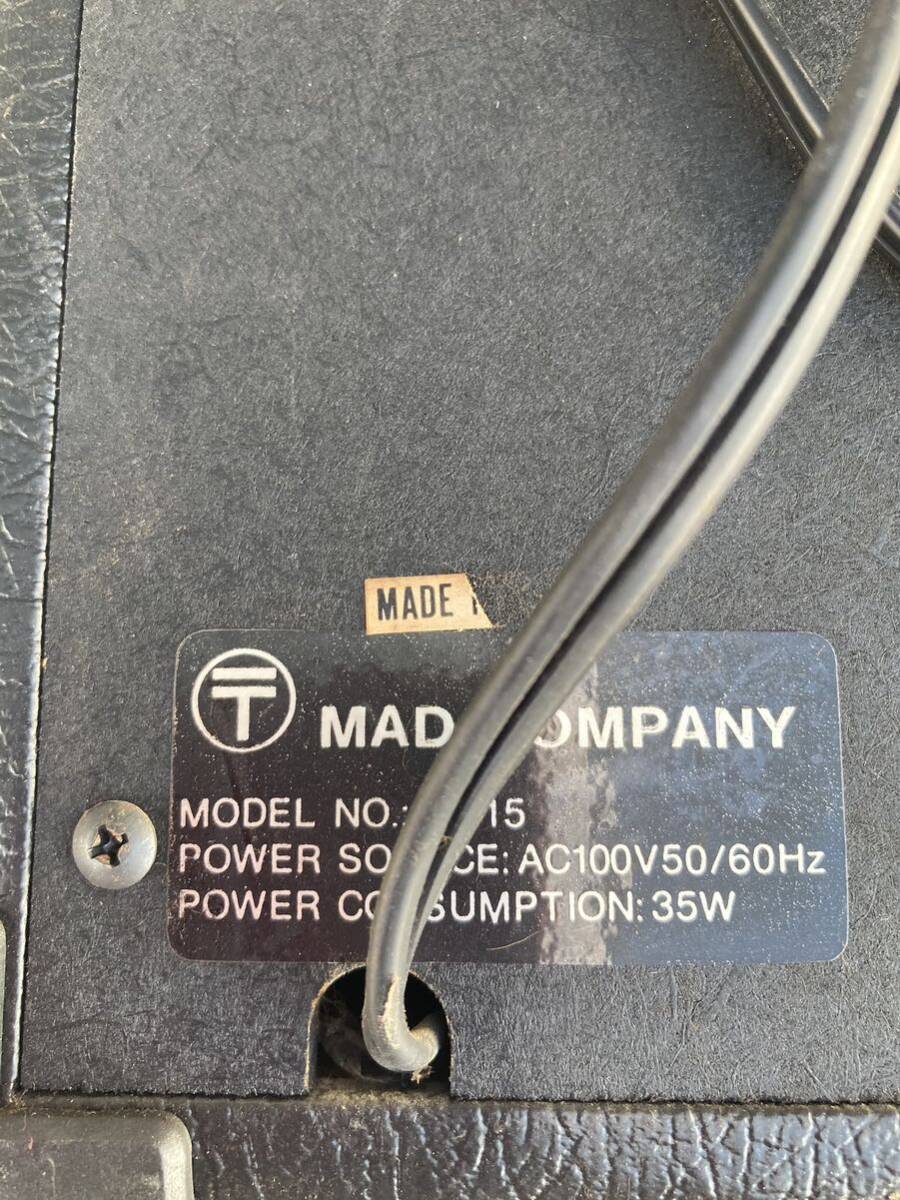 MADE
MAD OMPANY
MODEL NO.: 15
POWER SO CE: AC100V50/60Hz
POWER CO SUMPTION: 35W